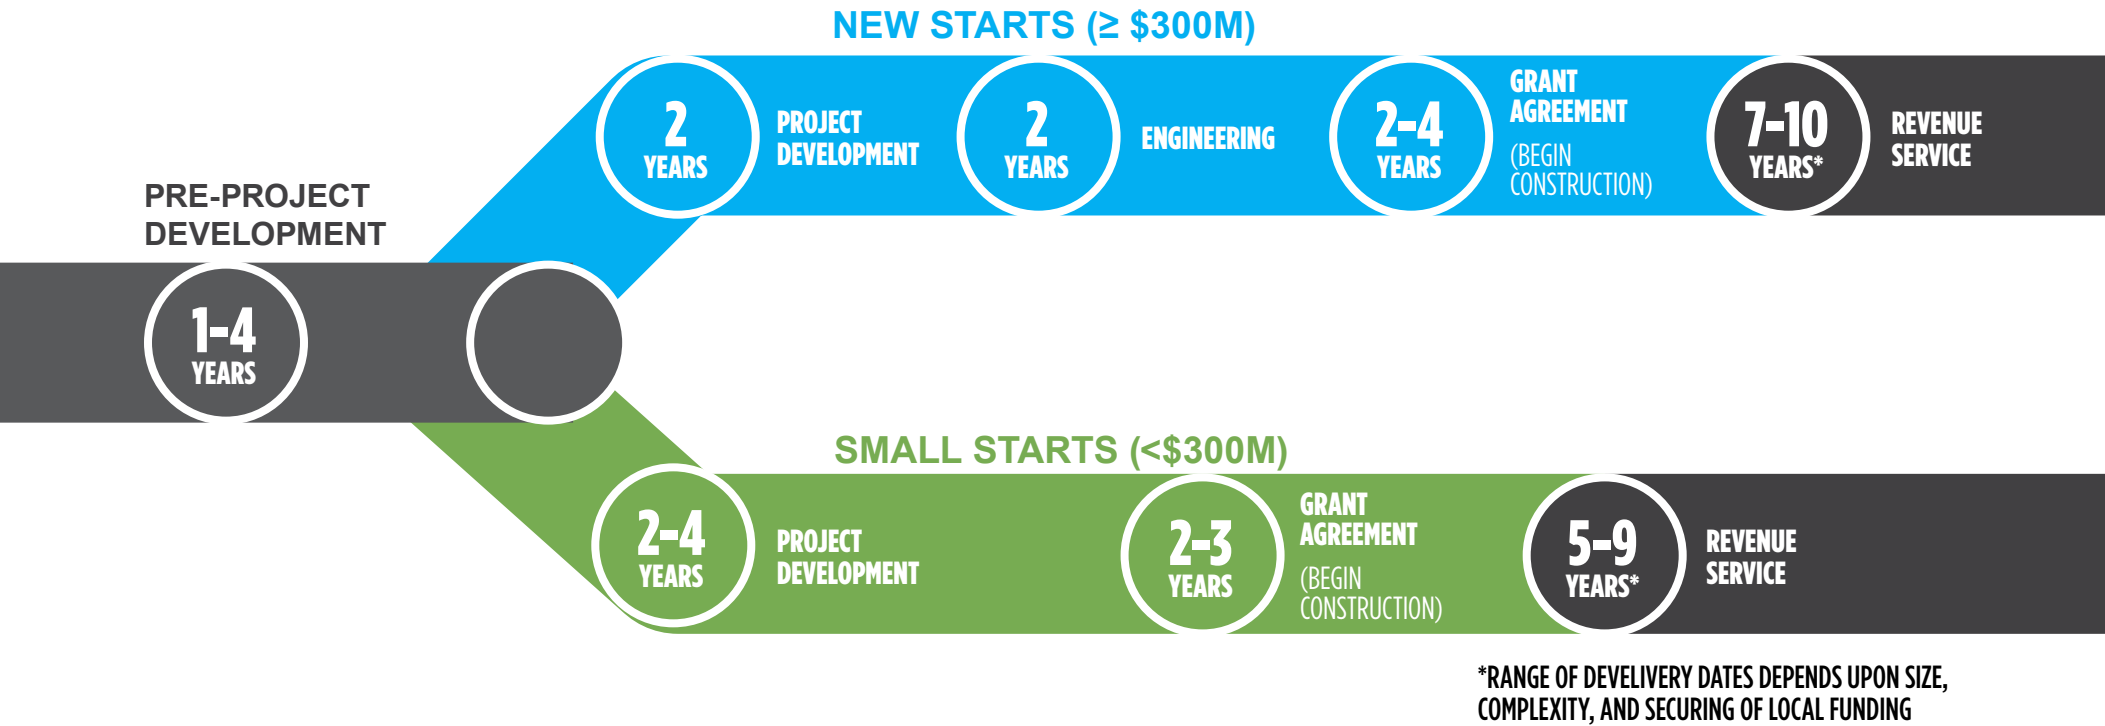 NEW STARTS (≥ $300M)
2
YEARS
PROJECT
DEVELOPMENT
2
YEARS
ENGINEERING
2-4
YEARS
GRANT
AGREEMENT
(BEGIN
CONSTRUCTION)
7-10
YEARS*
REVENUE
SERVICE
PRE-PROJECT
DEVELOPMENT
1-4
YEARS
SMALL STARTS (<$300M)
2-4
YEARS
PROJECT
DEVELOPMENT
2-3
YEARS
GRANT
AGREEMENT
(BEGIN
CONSTRUCTION)
5-9
YEARS*
REVENUE
SERVICE
*RANGE OF DEVELIVERY DATES DEPENDS UPON SIZE,
COMPLEXITY, AND SECURING OF LOCAL FUNDING